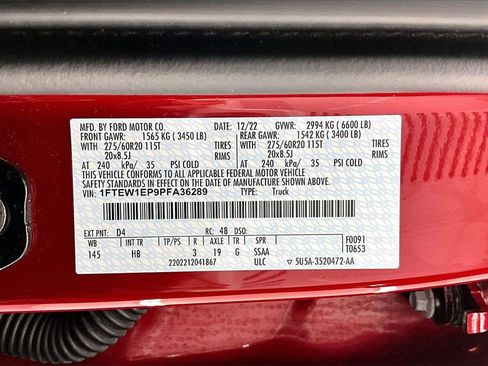 MFD. BY FORD MOTOR CO. 12/22 GVWR: 2994 KG ( 6600 LB)
FRONT GAWR: 1565 KG ( 3450 LB) REAR GAWR: 1542 KG ( 3400 LB)
WITH 275/60R20 115T TIRES WITH 275/60R20 115T TIRES
20x8.5J RIMS 20x8.5J RIMS
AT 240 kPa/ 35 PSI COLD AT 240 kPa/ 35 PSI COLD
THIS VEHICLE CONFORMS TO ALL APPLICABLE FEDERAL MOTOR VEHICLE SAFETY AND THEFT PREVENTION STANDARDS IN EFFECT ON THE DATE OF MANUFACTURE SHOWN ABOVE.
VIN: 1FTEW1EP9PFA36289 TYPE: Truck
EXT PNT: D4 RC: 48 DSO: F0091
WB INT TR TP/PS R AXLE TR SPR T0653
145 HB 3 19 G SSAA
2202212041867 ULC 5U5A-3520472-AA